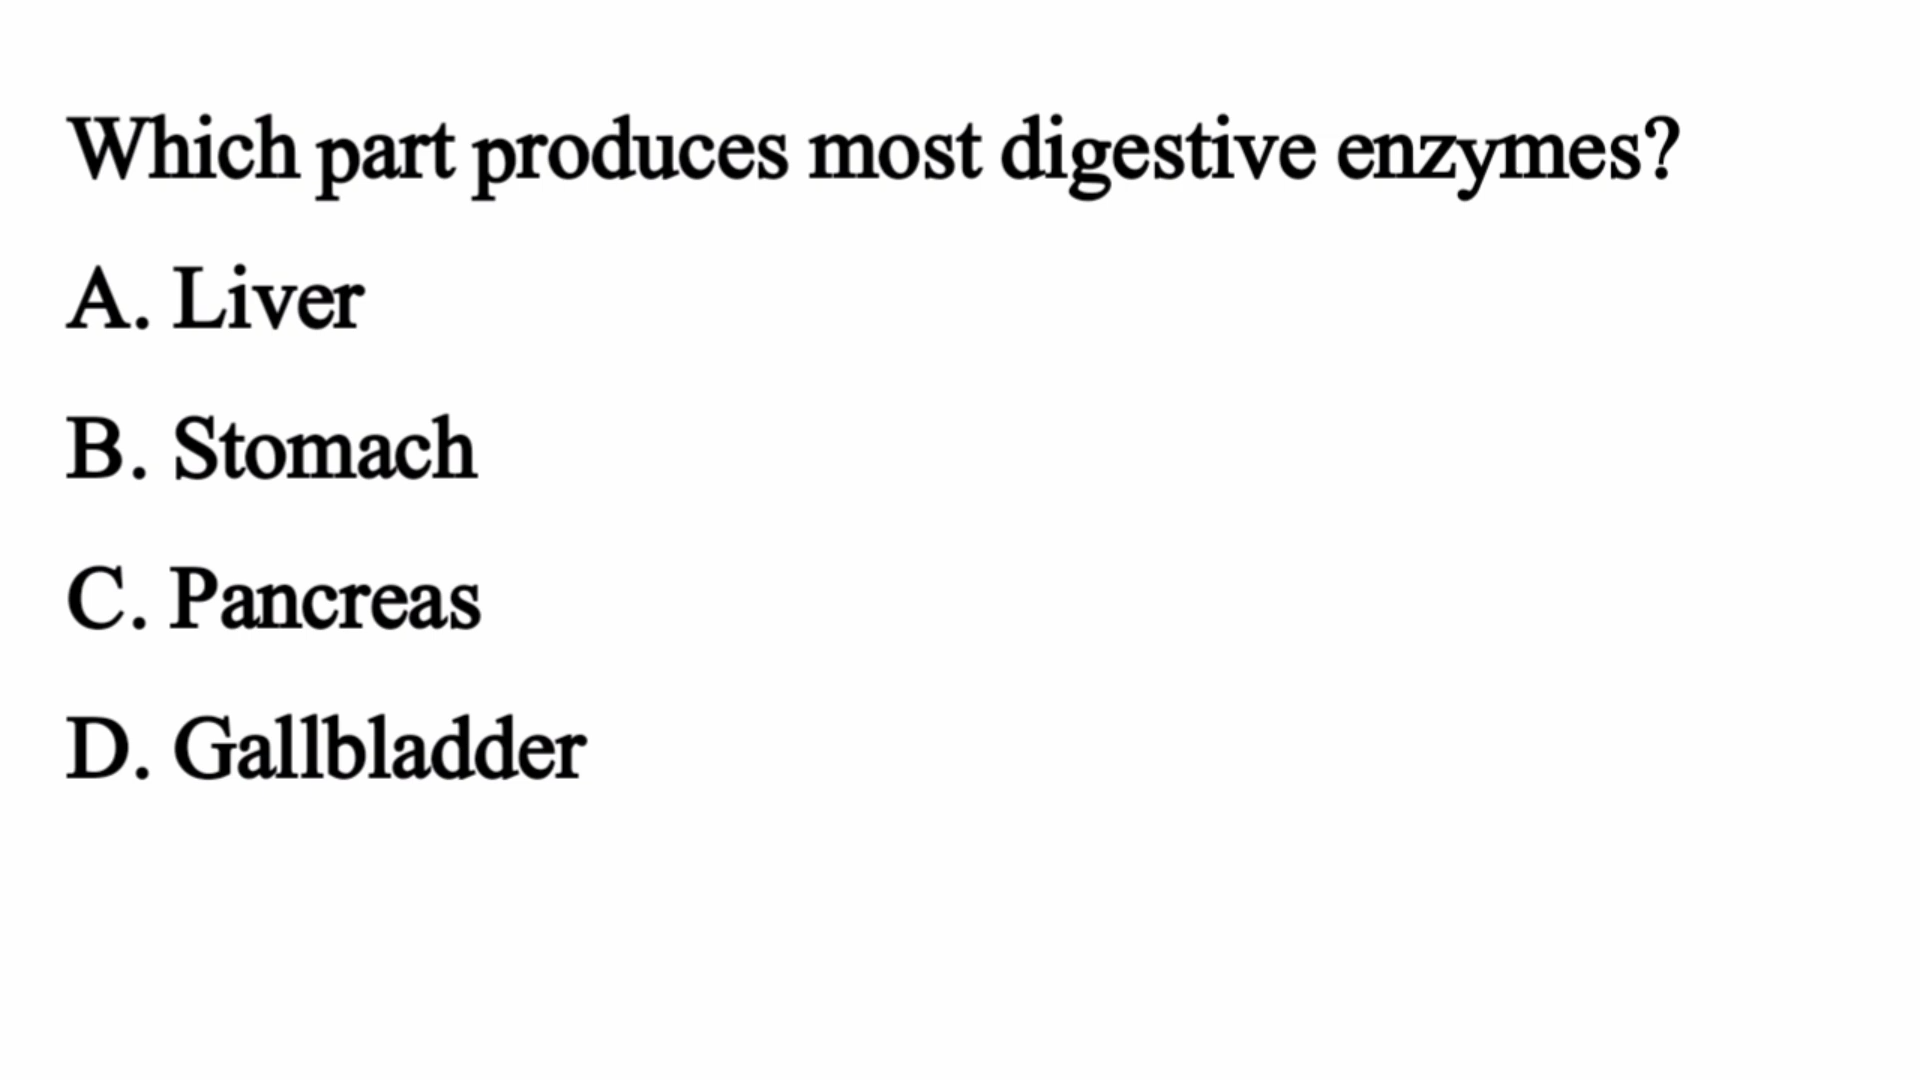 Which part produces most digestive enzymes?
A. Liver
B. Stomach
C. Pancreas
D. Gallbladder